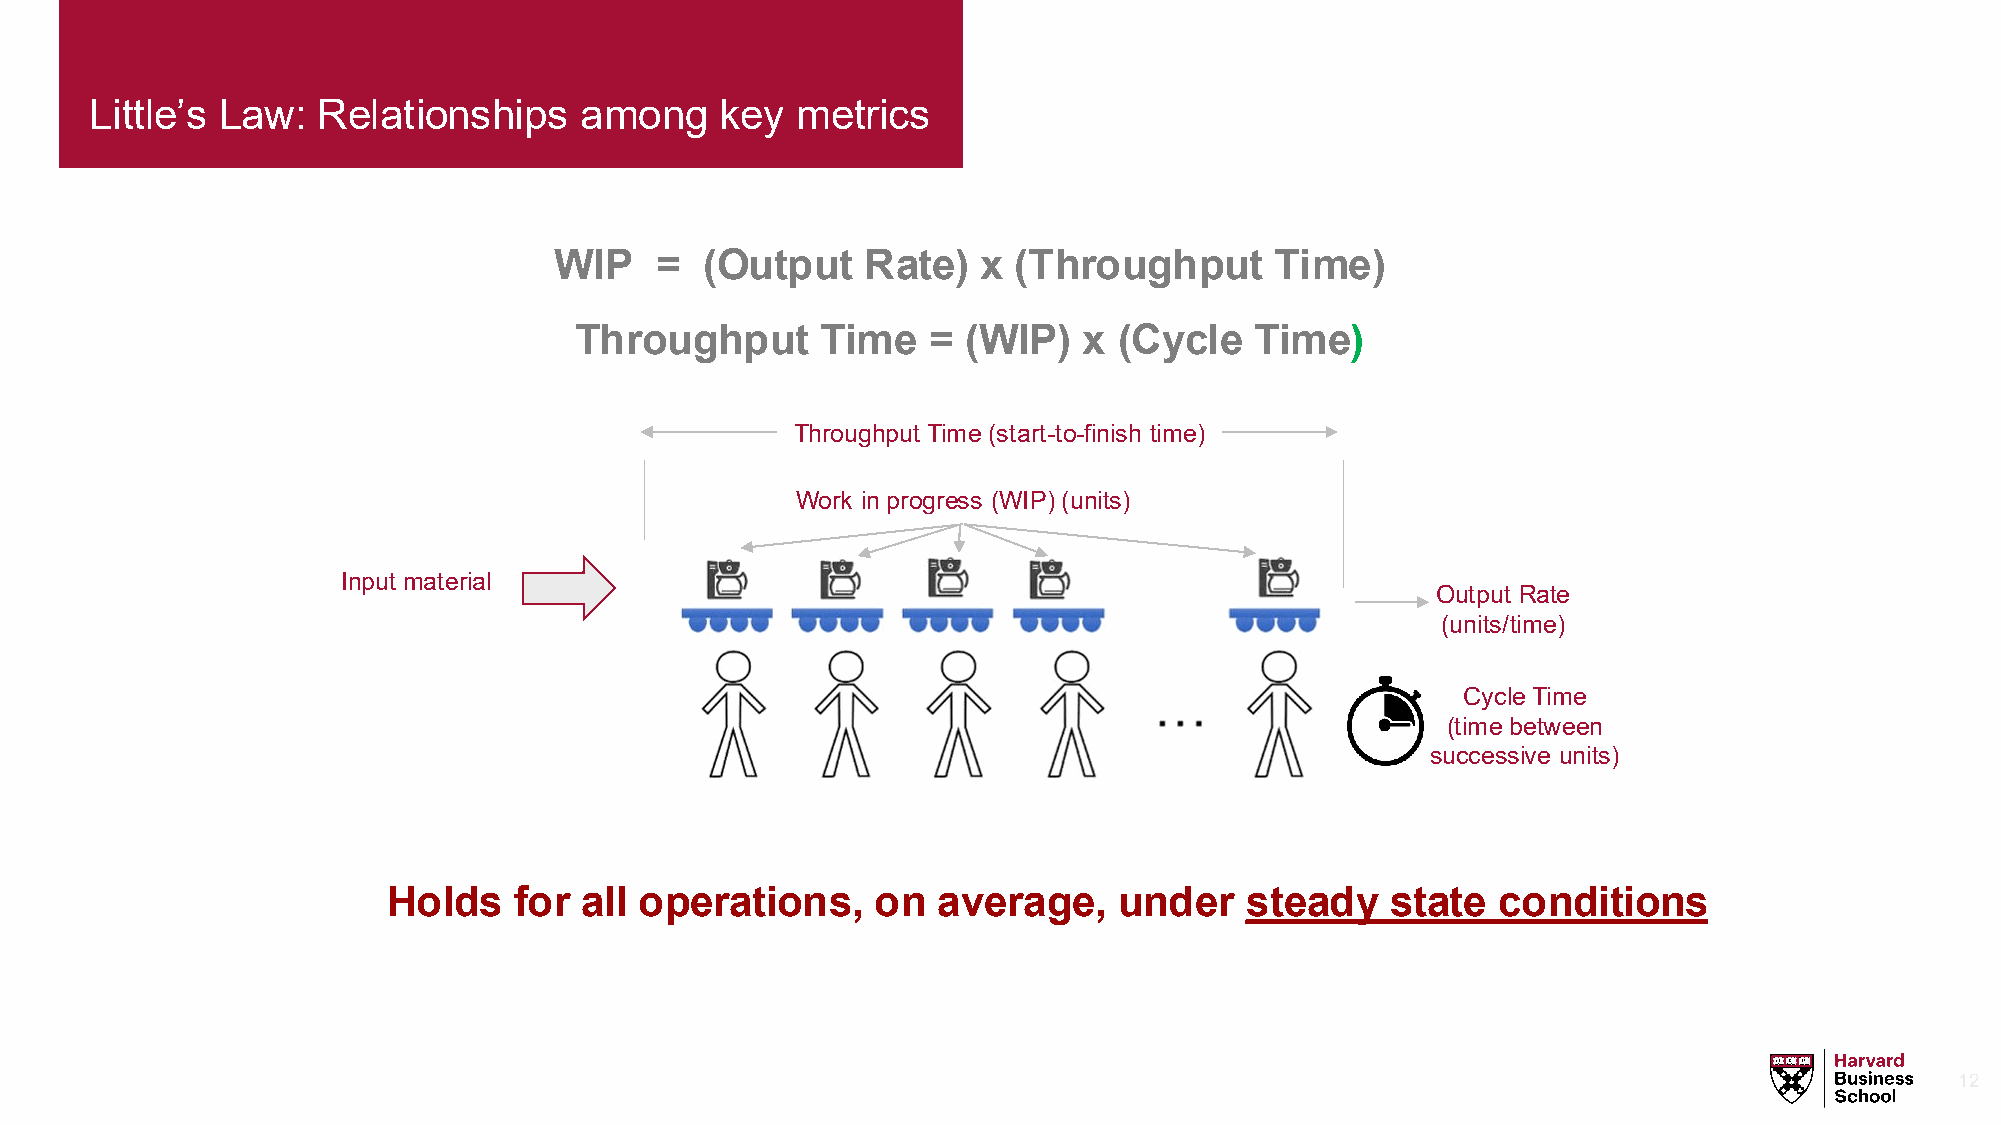 Little’s Law: Relationships among key metrics
WIP = (Output Rate) x (Throughput Time)
Throughput Time = (WIP) x (Cycle Time)
Throughput Time (start-to-finish time)
Work in progress (WIP) (units)
Input material
Output Rate
(units/time)
Cycle Time
(time between
successive units)
...
Holds for all operations, on average, under steady state conditions
Harvard
Business
School
12